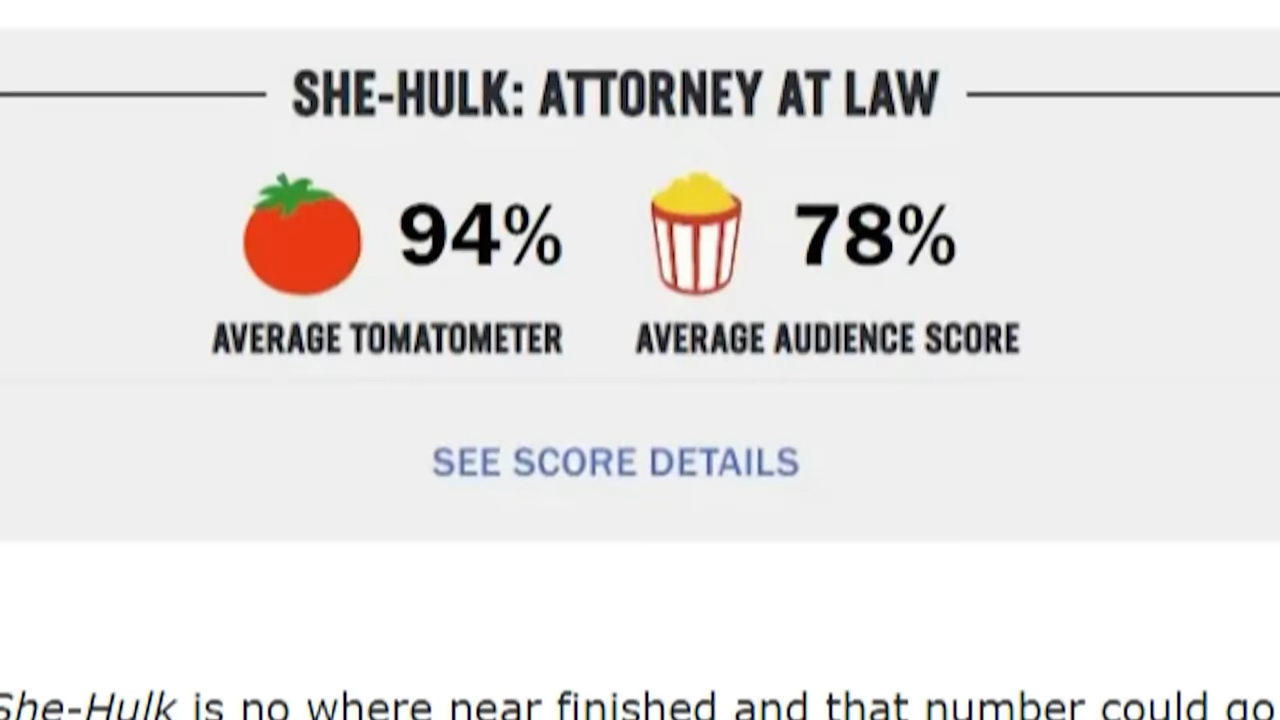 SHE-HULK: ATTORNEY AT LAW
94% 78%
AVERAGE TOMATOMETER AVERAGE AUDIENCE SCORE
SEE SCORE DETAILS
She-Hulk is no where near finished and that number could go